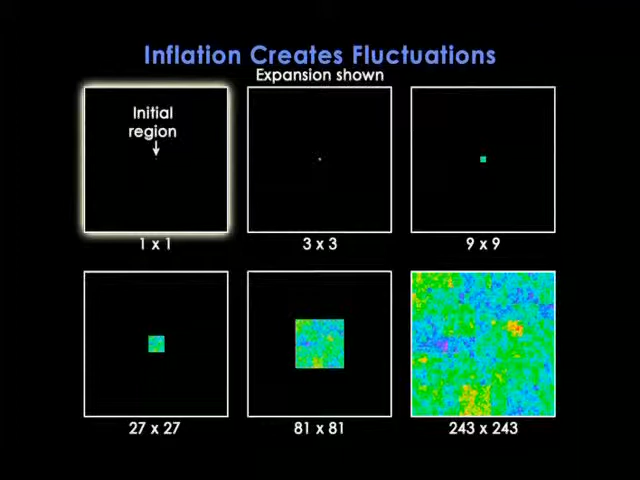 Inflation Creates Fluctuations
Expansion shown
Initial
region
1 x 1
3 x 3
9 x 9
27 x 27
81 x 81
243 x 243